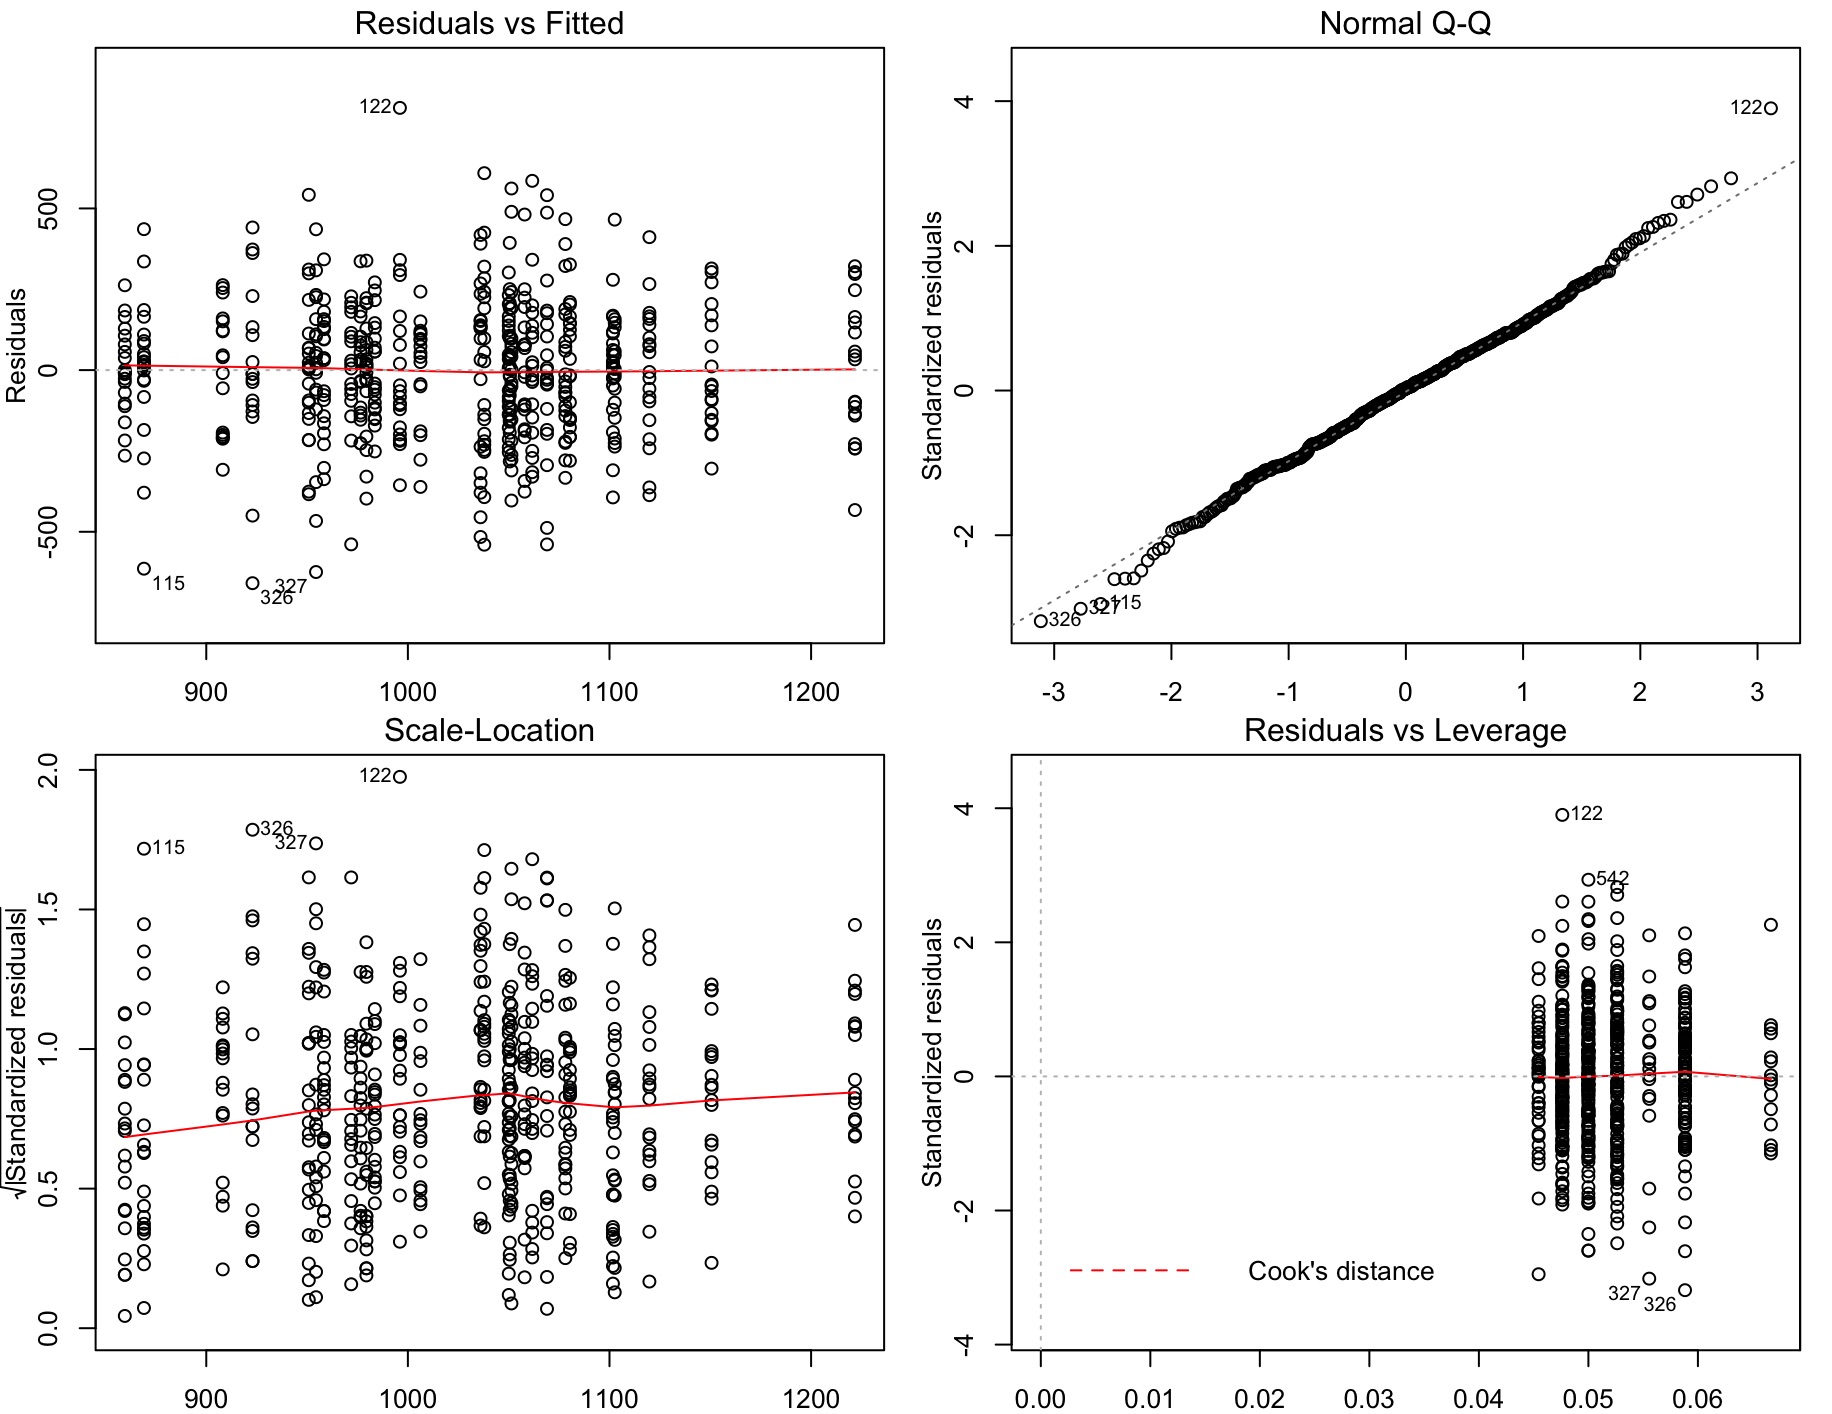 Residuals vs Fitted
Residuals
500
0
-500
122
115
327
326
900 1000 1100 1200
Normal Q-Q
Standardized residuals
4
2
0
-2
122
326
327
115
-3 -2 -1 0 1 2 3
Scale-Location
√|Standardized residuals|
2.0
1.5
1.0
0.5
0.0
122
326
327
115
900 1000 1100 1200
Residuals vs Leverage
Standardized residuals
4
2
0
-2
-4
122
542
Cook's distance
327
326
0.00 0.01 0.02 0.03 0.04 0.05 0.06